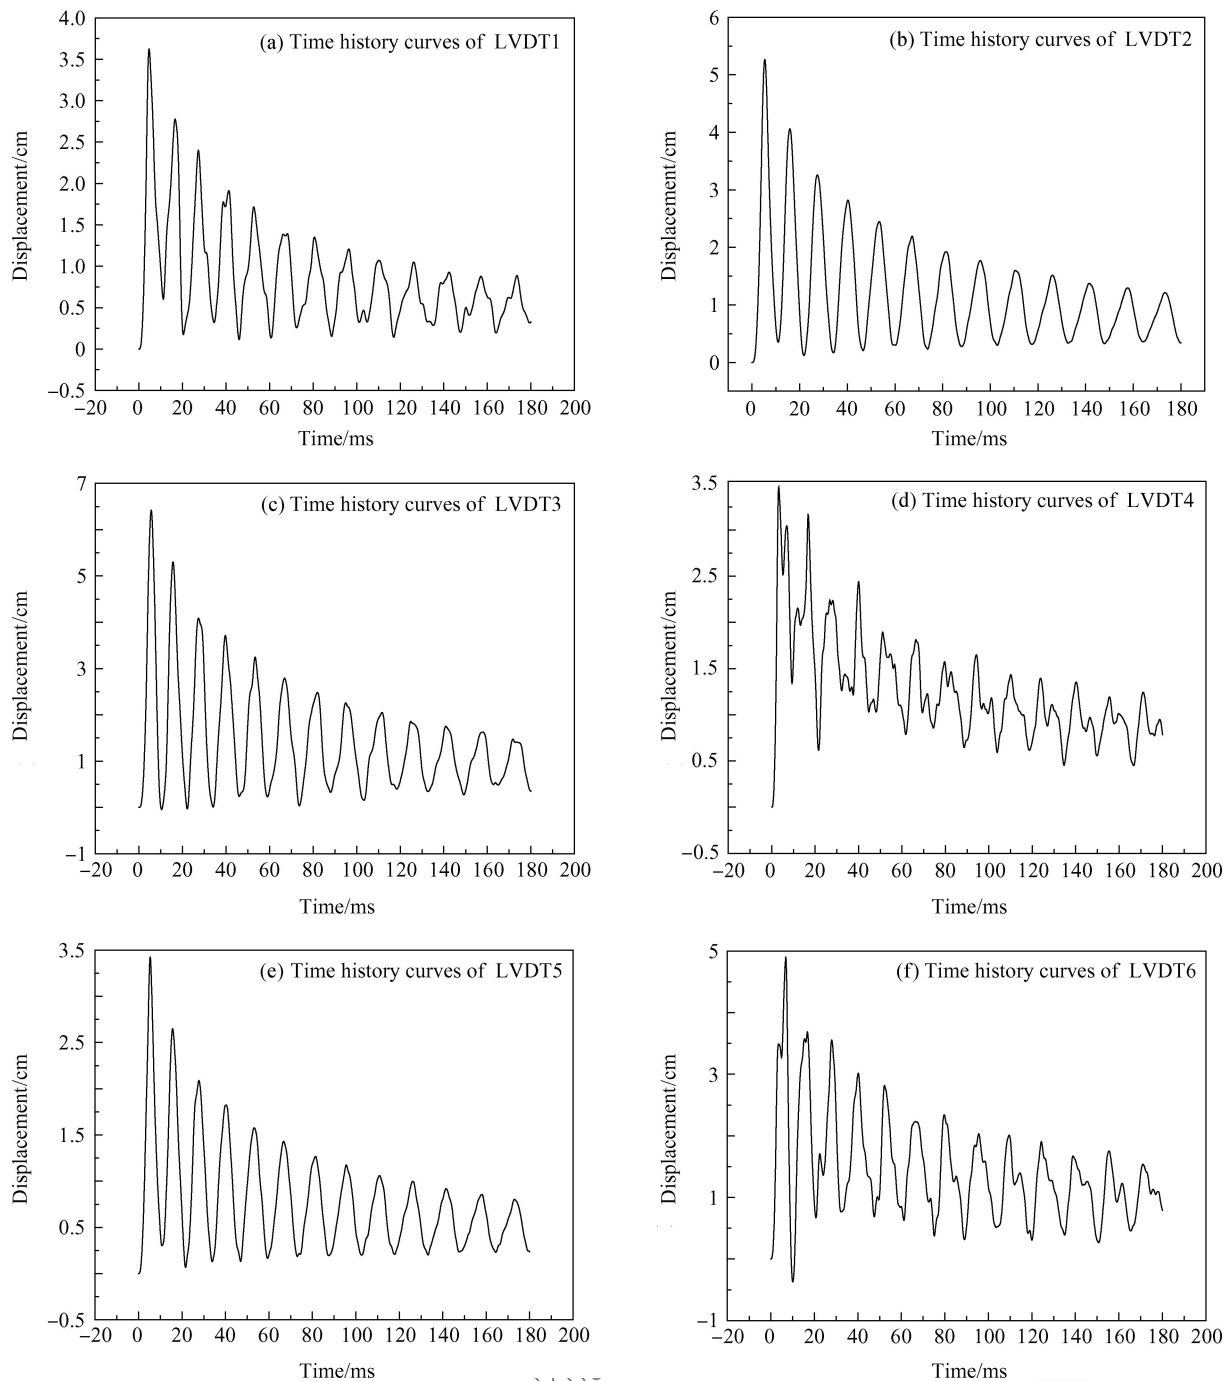 (a) Time history curves of LVDT1
4.0
3.5
3.0
2.5
2.0
1.5
1.0
0.5
0
−0.5
Displacement/cm
−20 0 20 40 60 80 100 120 140 160 180 200
Time/ms
(b) Time history curves of LVDT2
6
5
4
3
2
1
0
Displacement/cm
0 20 40 60 80 100 120 140 160 180
Time/ms
(c) Time history curves of LVDT3
7
5
3
1
−1
Displacement/cm
−20 0 20 40 60 80 100 120 140 160 180 200
Time/ms
(d) Time history curves of LVDT4
3.5
2.5
1.5
0.5
−0.5
Displacement/cm
−20 0 20 40 60 80 100 120 140 160 180 200
Time/ms
(e) Time history curves of LVDT5
3.5
2.5
1.5
0.5
−0.5
Displacement/cm
−20 0 20 40 60 80 100 120 140 160 180 200
Time/ms
(f) Time history curves of LVDT6
5
3
1
−1
Displacement/cm
−20 0 20 40 60 80 100 120 140 160 180 200
Time/ms